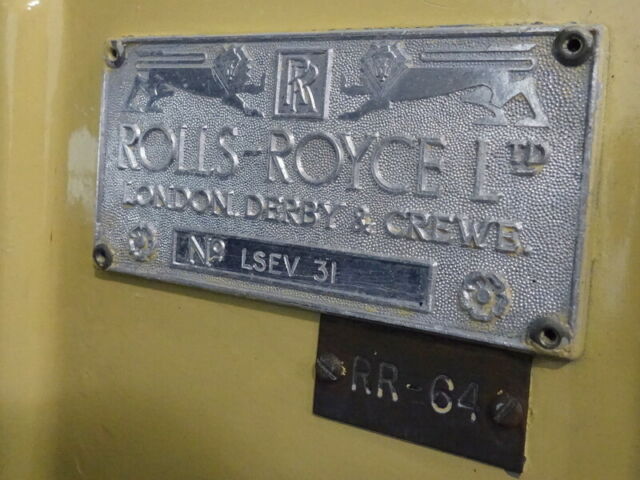 RR
ROLLS-ROYCE LTD
LONDON. DERBY & CREWE.
No LSEV 31
RR-64